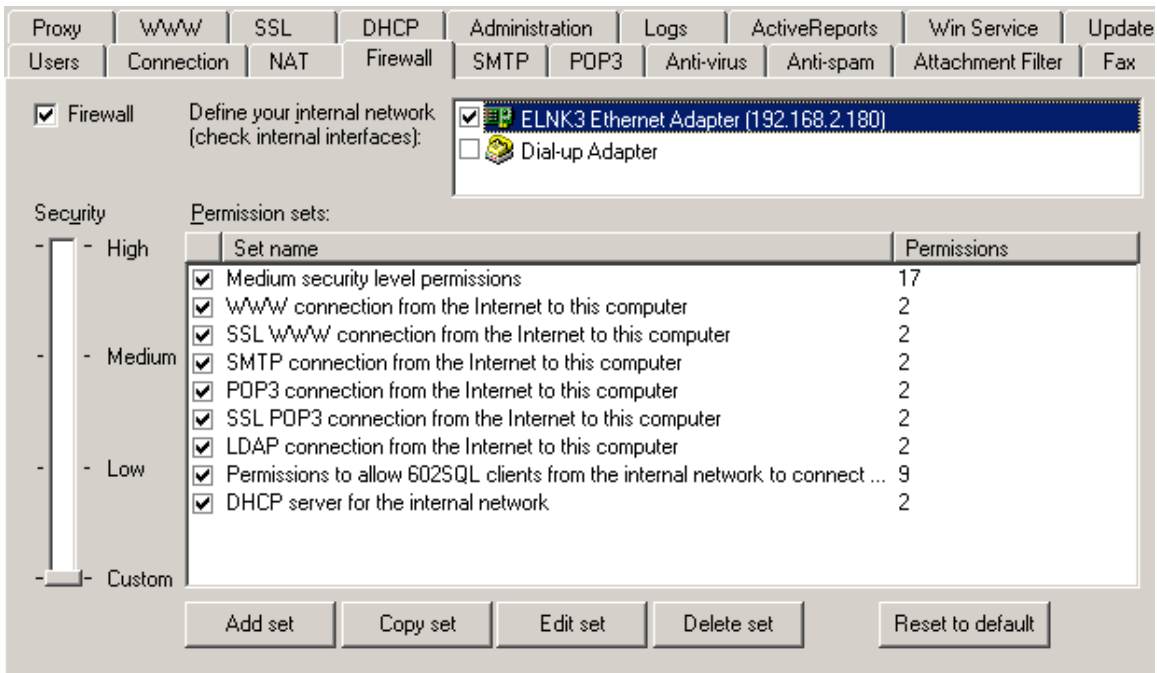 Proxy WWW SSL DHCP Administration Logs ActiveReports Win Service Update
Users Connection NAT Firewall SMTP POP3 Anti-virus Anti-spam Attachment Filter Fax
Firewall
Define your internal network
(check internal interfaces):
ELNK3 Ethernet Adapter (192.168.2.180)
Dial-up Adapter
Security
High
Medium
Low
Custom
Permission sets:
Set name Permissions
Medium security level permissions 17
WWW connection from the Internet to this computer 2
SSL WWW connection from the Internet to this computer 2
SMTP connection from the Internet to this computer 2
POP3 connection from the Internet to this computer 2
SSL POP3 connection from the Internet to this computer 2
LDAP connection from the Internet to this computer 2
Permissions to allow 602SQL clients from the internal network to connect ... 9
DHCP server for the internal network 2
Add set Copy set Edit set Delete set Reset to default